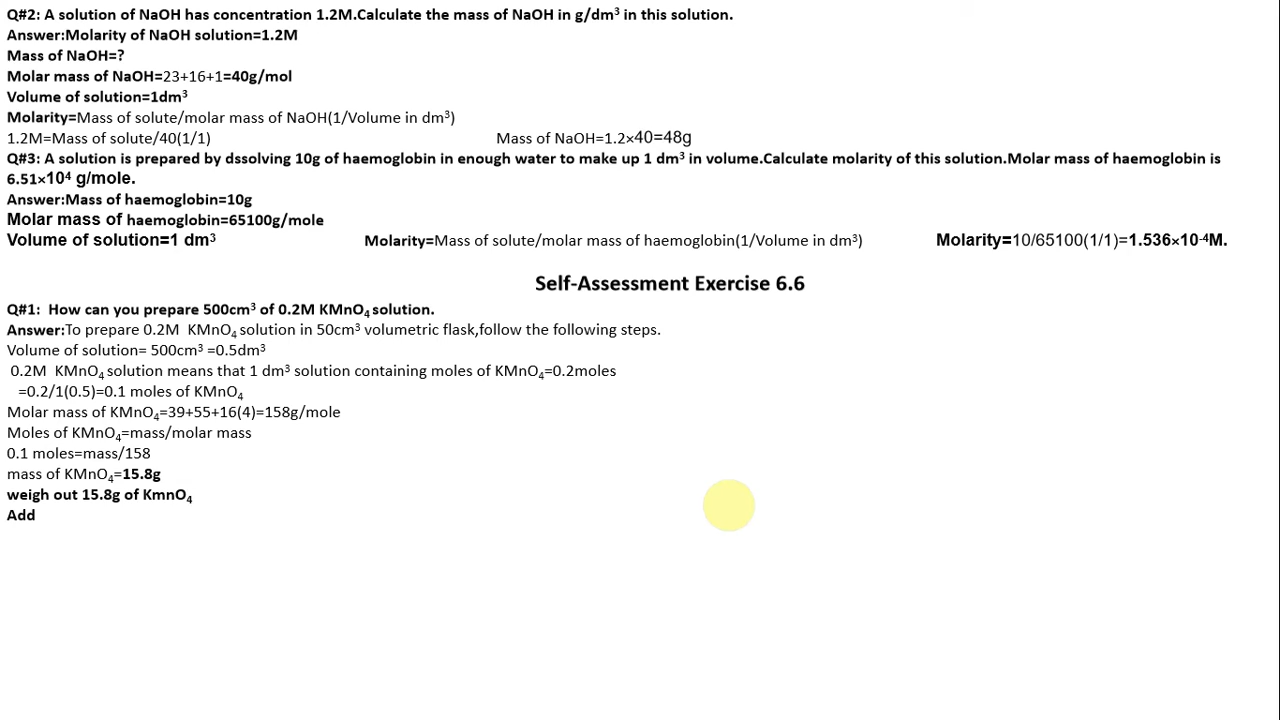 Q#2: A solution of NaOH has concentration 1.2M.Calculate the mass of NaOH in g/dm³ in this solution.
Answer:Molarity of NaOH solution=1.2M
Mass of NaOH=?
Molar mass of NaOH=23+16+1=40g/mol
Volume of solution=1dm³
Molarity=Mass of solute/molar mass of NaOH(1/Volume in dm³)
1.2M=Mass of solute/40(1/1) Mass of NaOH=1.2×40=48g
Q#3: A solution is prepared by dssolving 10g of haemoglobin in enough water to make up 1 dm³ in volume.Calculate molarity of this solution.Molar mass of haemoglobin is
6.51×10⁴ g/mole.
Answer:Mass of haemoglobin=10g
Molar mass of haemoglobin=65100g/mole
Volume of solution=1 dm³ Molarity=Mass of solute/molar mass of haemoglobin(1/Volume in dm³) Molarity=10/65100(1/1)=1.536×10⁻⁴M.
Self-Assessment Exercise 6.6
Q#1: How can you prepare 500cm³ of 0.2M KMnO₄ solution.
Answer:To prepare 0.2M KMnO₄ solution in 50cm³ volumetric flask,follow the following steps.
Volume of solution= 500cm³ =0.5dm³
0.2M KMnO₄ solution means that 1 dm³ solution containing moles of KMnO₄=0.2moles
=0.2/1(0.5)=0.1 moles of KMnO₄
Molar mass of KMnO₄=39+55+16(4)=158g/mole
Moles of KMnO₄=mass/molar mass
0.1 moles=mass/158
mass of KMnO₄=15.8g
weigh out 15.8g of KmnO₄
Add